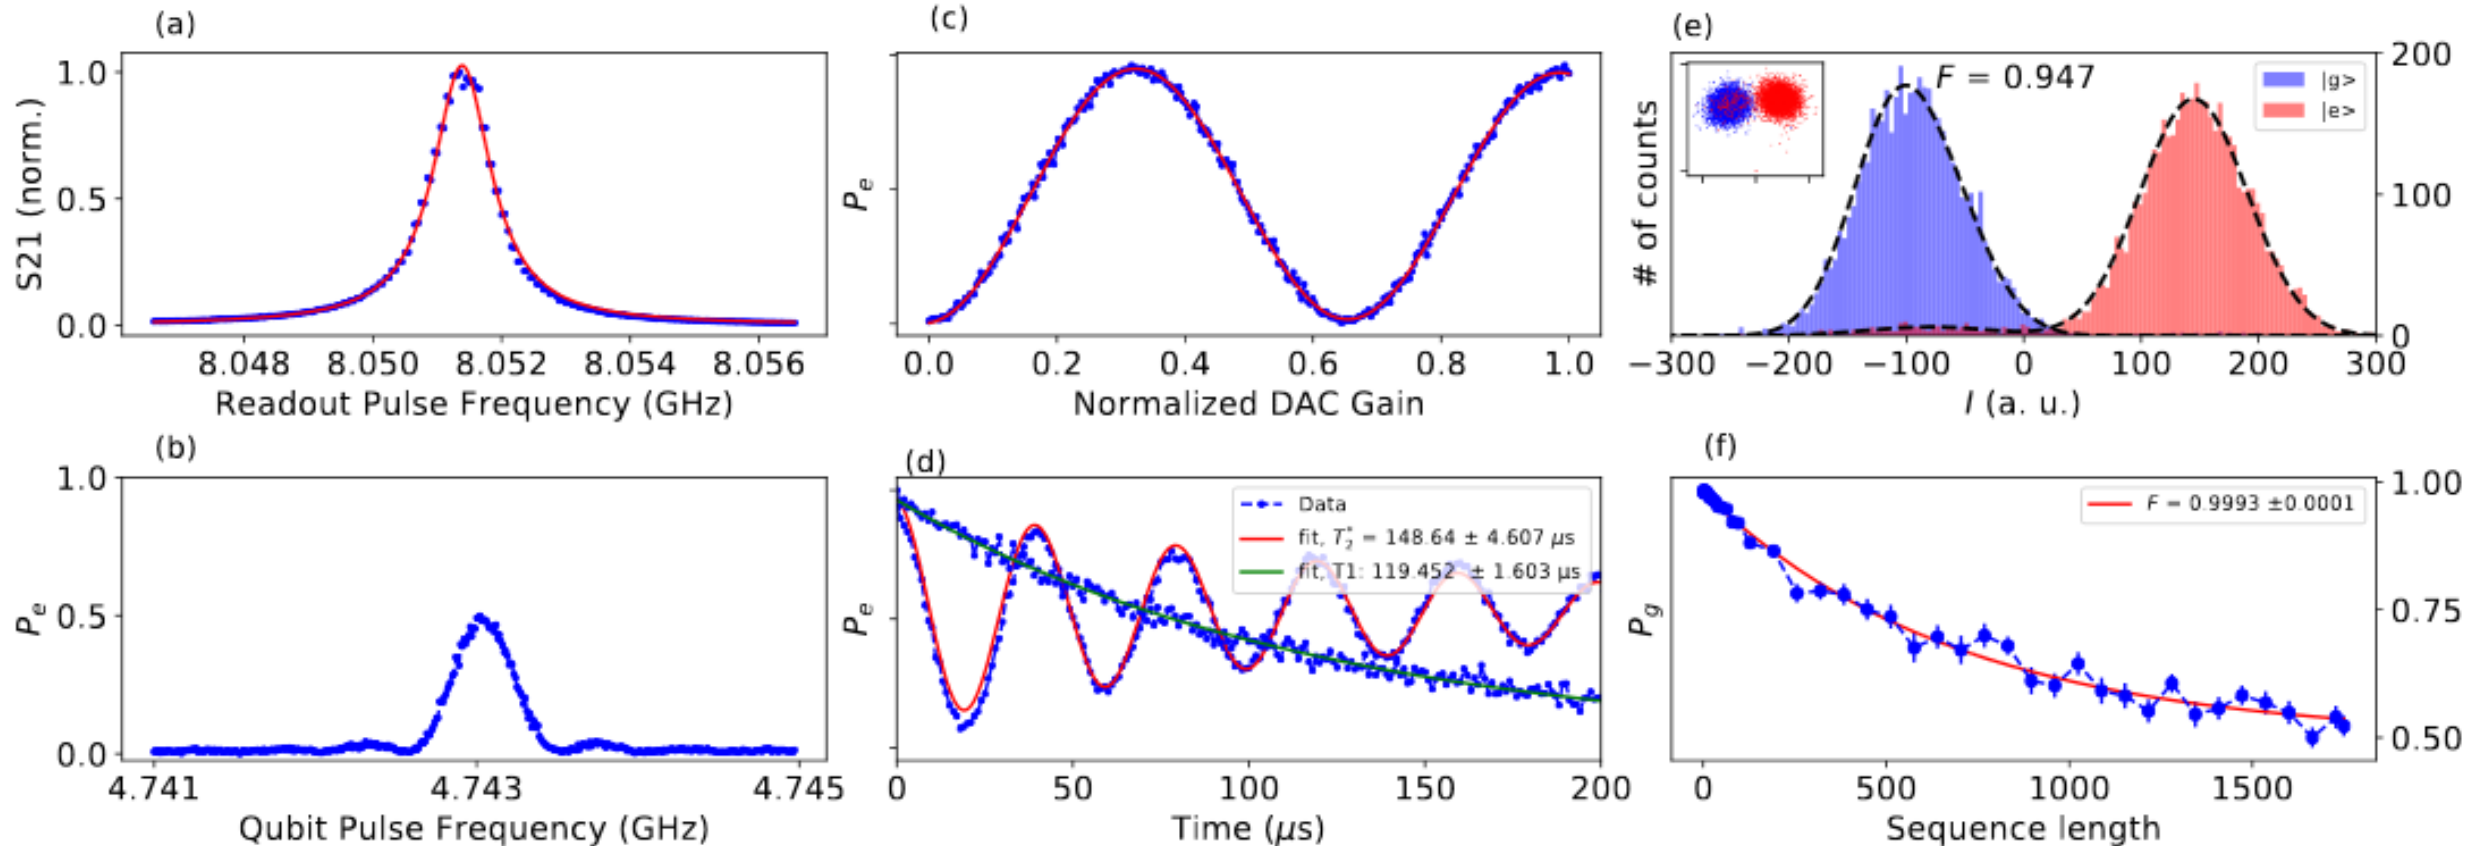 (a)
1.0
0.5
0.0
S21 (norm.)
8.048 8.050 8.052 8.054 8.056
Readout Pulse Frequency (GHz)
(c)
P_e
0.0 0.2 0.4 0.6 0.8 1.0
Normalized DAC Gain
(e)
F = 0.947
|g>
|e>
# of counts
200
100
0
−300 −200 −100 0 100 200 300
I (a. u.)
(b)
1.0
0.5
0.0
P_e
4.741 4.743 4.745
Qubit Pulse Frequency (GHz)
(d)
Data
fit, T_2^* = 148.64 ± 4.607 μs
fit, T1: 119.452 ± 1.603 μs
P_e
0 50 100 150 200
Time (μs)
(f)
F = 0.9993 ±0.0001
P_g
1.00
0.75
0.50
0 500 1000 1500
Sequence length